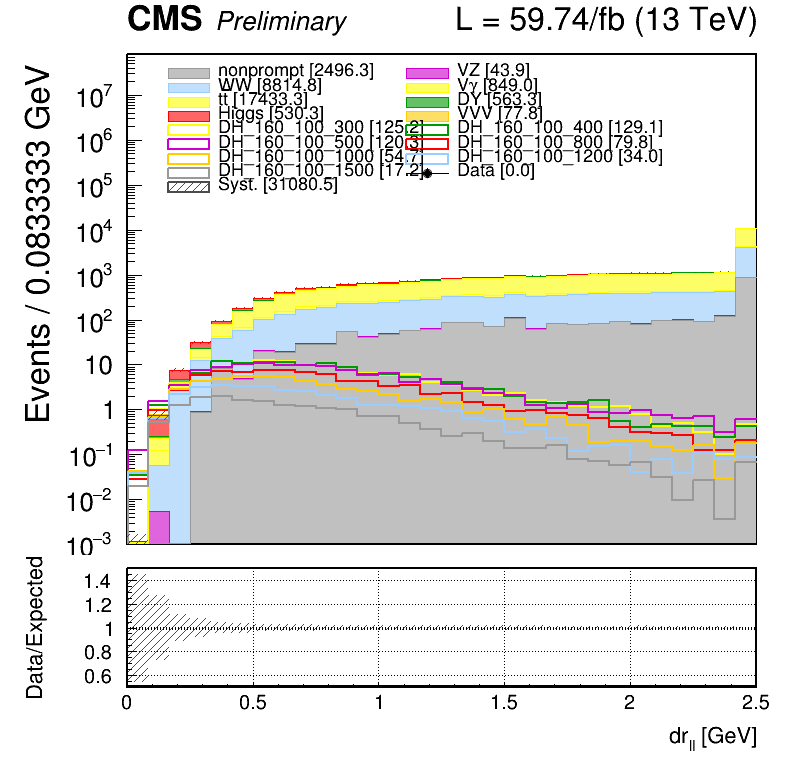 CMS Preliminary L = 59.74/fb (13 TeV)
Events / 0.0833333 GeV
nonprompt [2496.3] VZ [43.9]
WW [8814.8] Vγ [849.0]
tt [17433.3] DY [563.3]
Higgs [530.3] VVV [77.8]
DH_160_100_300 [125.2] DH_160_100_400 [129.1]
DH_160_100_500 [120.3] DH_160_100_800 [79.8]
DH_160_100_1000 [54.7] DH_160_100_1200 [34.0]
DH_160_100_1500 [17.2] Data [0.0]
Syst. [31080.5]
10⁷
10⁶
10⁵
10⁴
10³
10²
10
1
10⁻¹
10⁻²
10⁻³
Data/Expected
1.4
1.2
1
0.8
0.6
0 0.5 1 1.5 2 2.5
dr_ll [GeV]